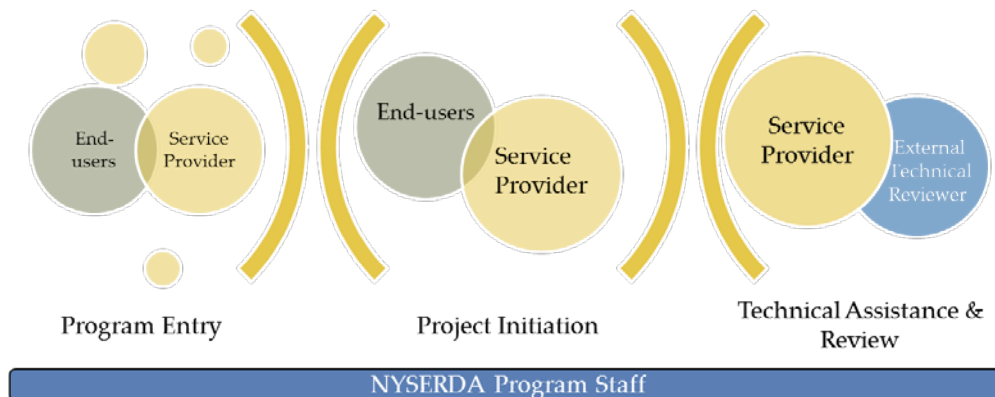 End-
users
Service
Provider
End-users
Service
Provider
Service
Provider
External
Technical
Reviewer
Program Entry
Project Initiation
Technical Assistance &
Review
NYSERDA Program Staff